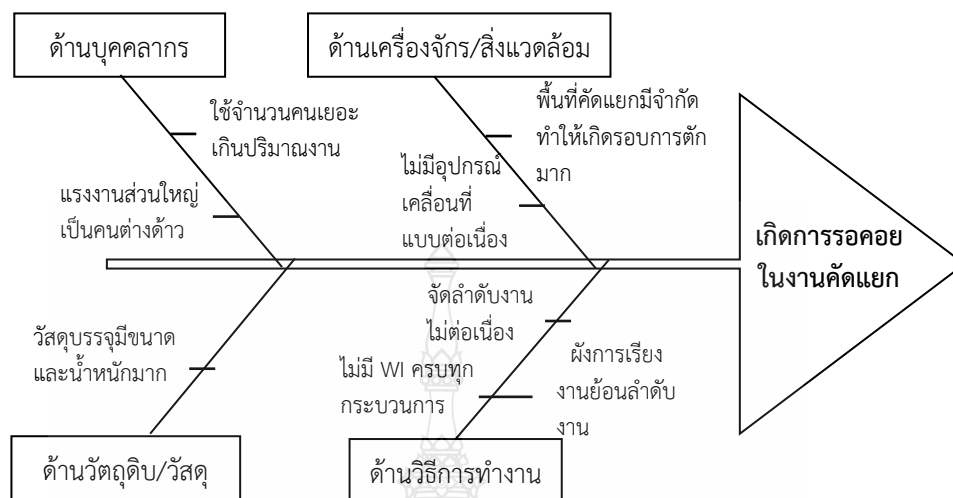 ด้านบุคคลากร
ด้านเครื่องจักร/สิ่งแวดล้อม
ใช้จำนวนคนเยอะ
เกินปริมาณงาน
แรงงานส่วนใหญ่
เป็นคนต่างด้าว
พื้นที่คัดแยกมีจำกัด
ทำให้เกิดรอบการตัก
มาก
ไม่มีอุปกรณ์
เคลื่อนที่
แบบต่อเนื่อง
เกิดการรอคอย
ในงานคัดแยก
วัสดุบรรจุมีขนาด
และน้ำหนักมาก
จัดลำดับงาน
ไม่ต่อเนื่อง
ไม่มี WI ครบทุก
กระบวนการ
ผังการเรียง
งานย้อนลำดับ
งาน
ด้านวัตถุดิบ/วัสดุ
ด้านวิธีการทำงาน